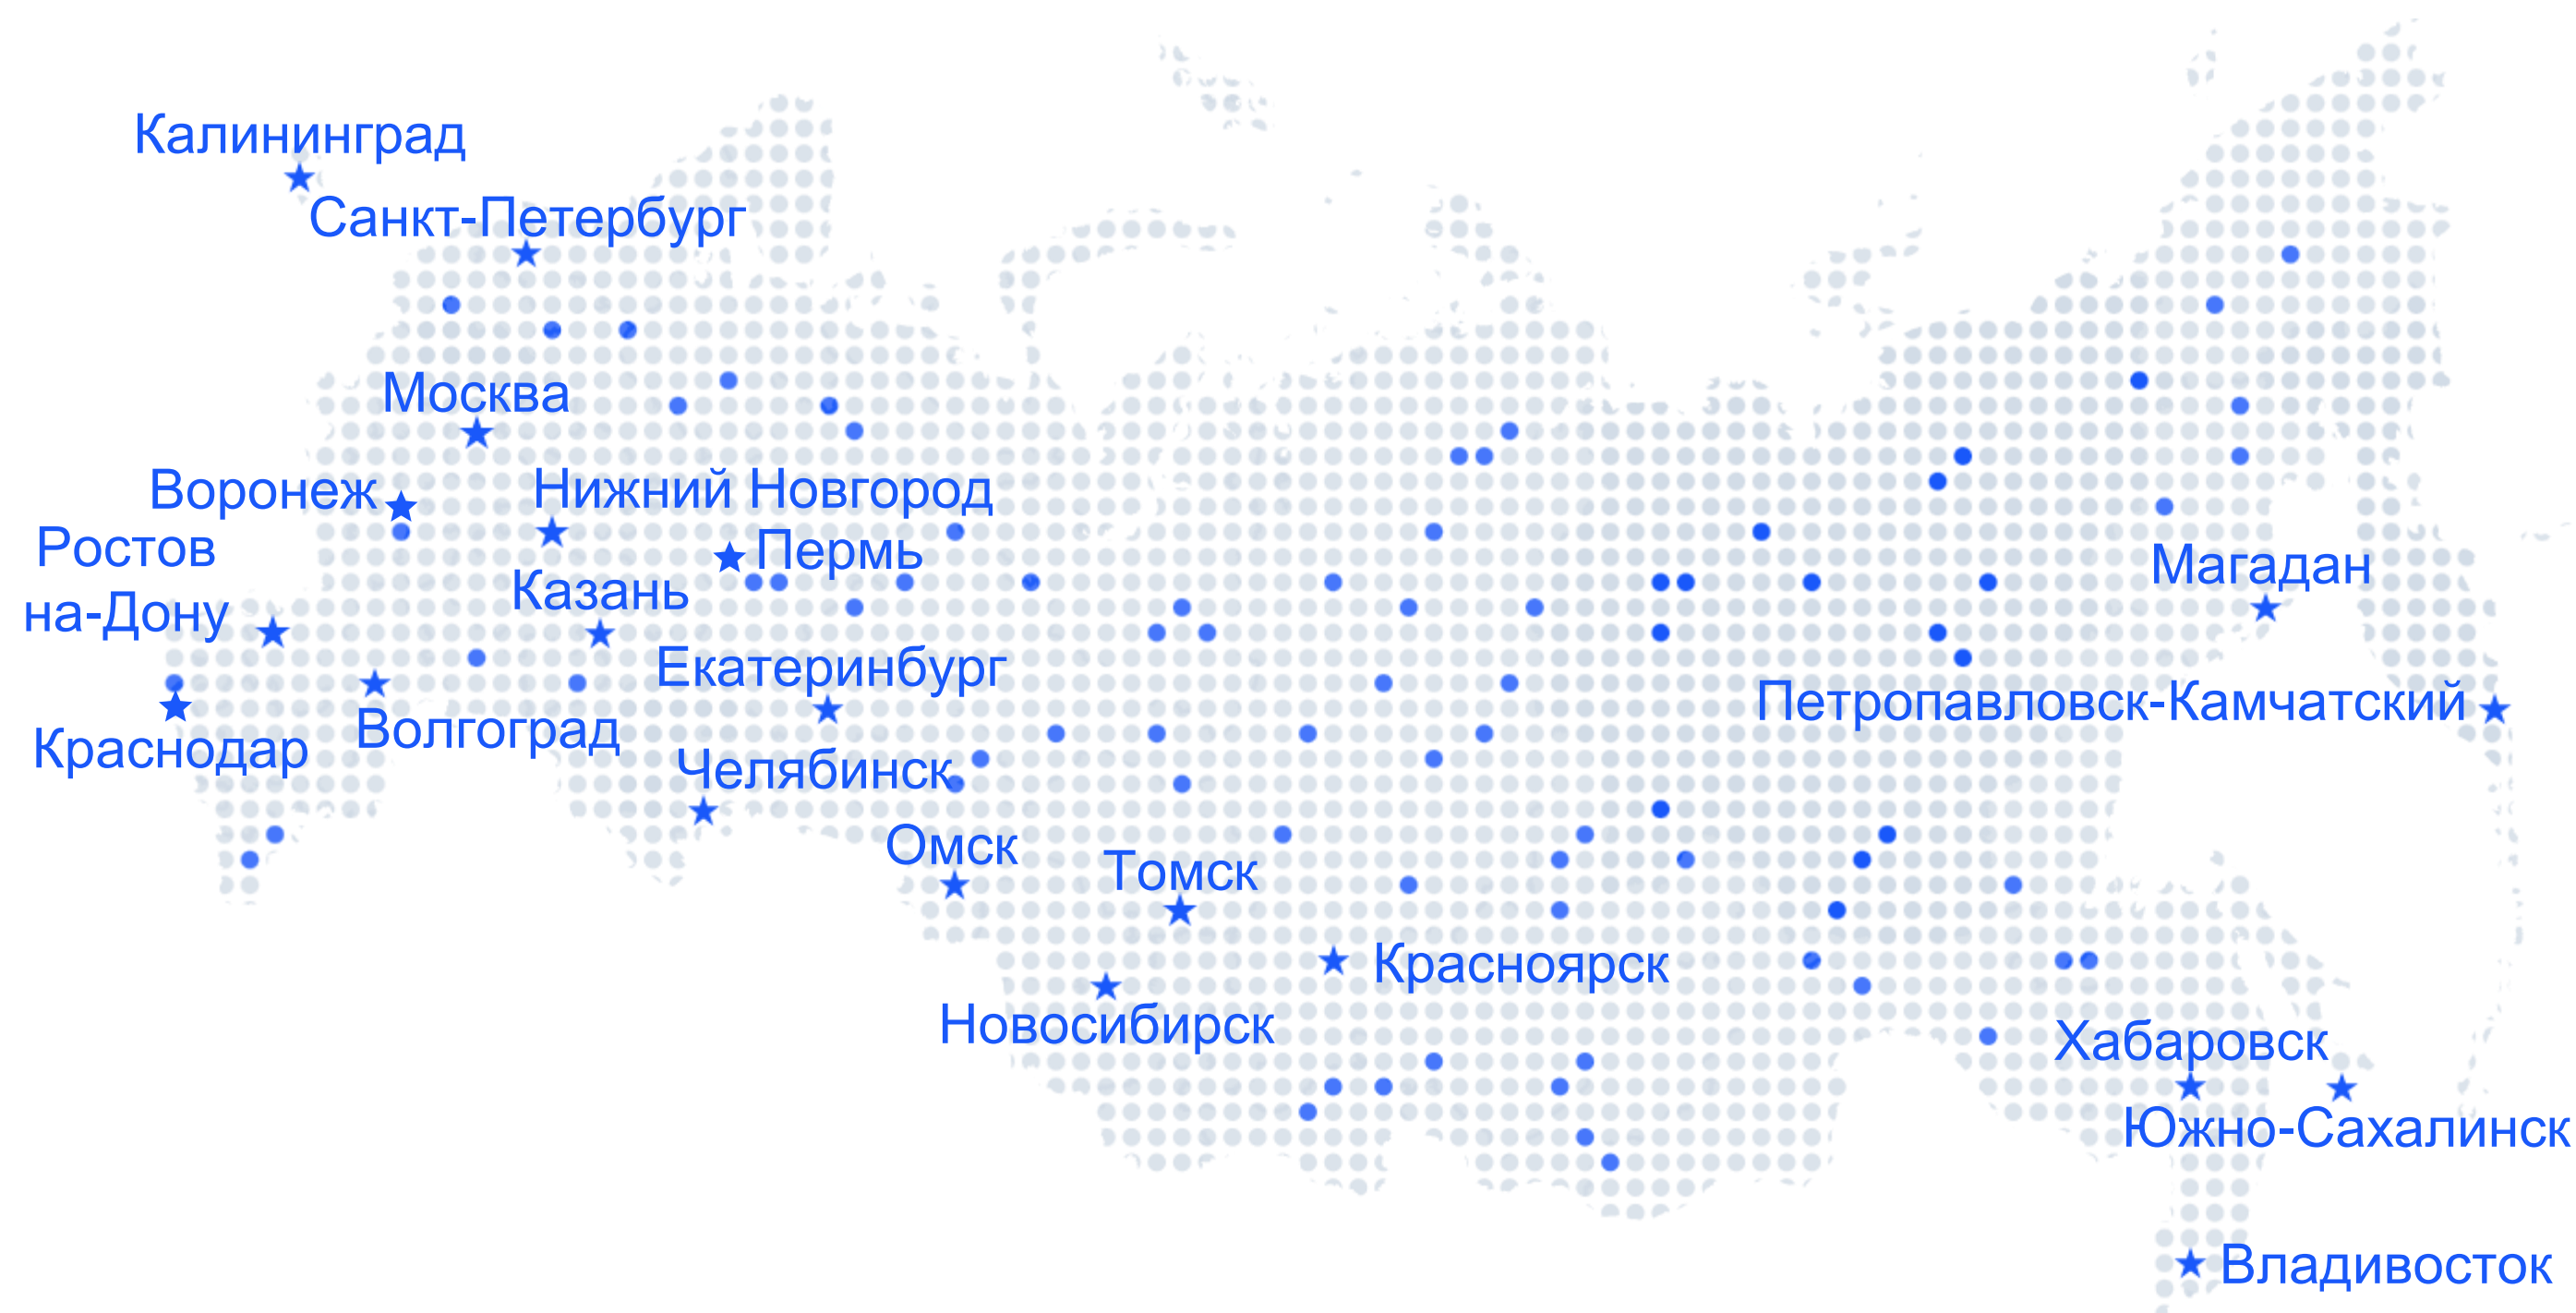 Калининград
Санкт-Петербург
Москва
Воронеж
Нижний Новгород
Ростов
на-Дону
Пермь
Казань
Магадан
Екатеринбург
Петропавловск-Камчатский
Краснодар
Волгоград
Челябинск
Омск
Томск
Красноярск
Новосибирск
Хабаровск
Южно-Сахалинск
Владивосток